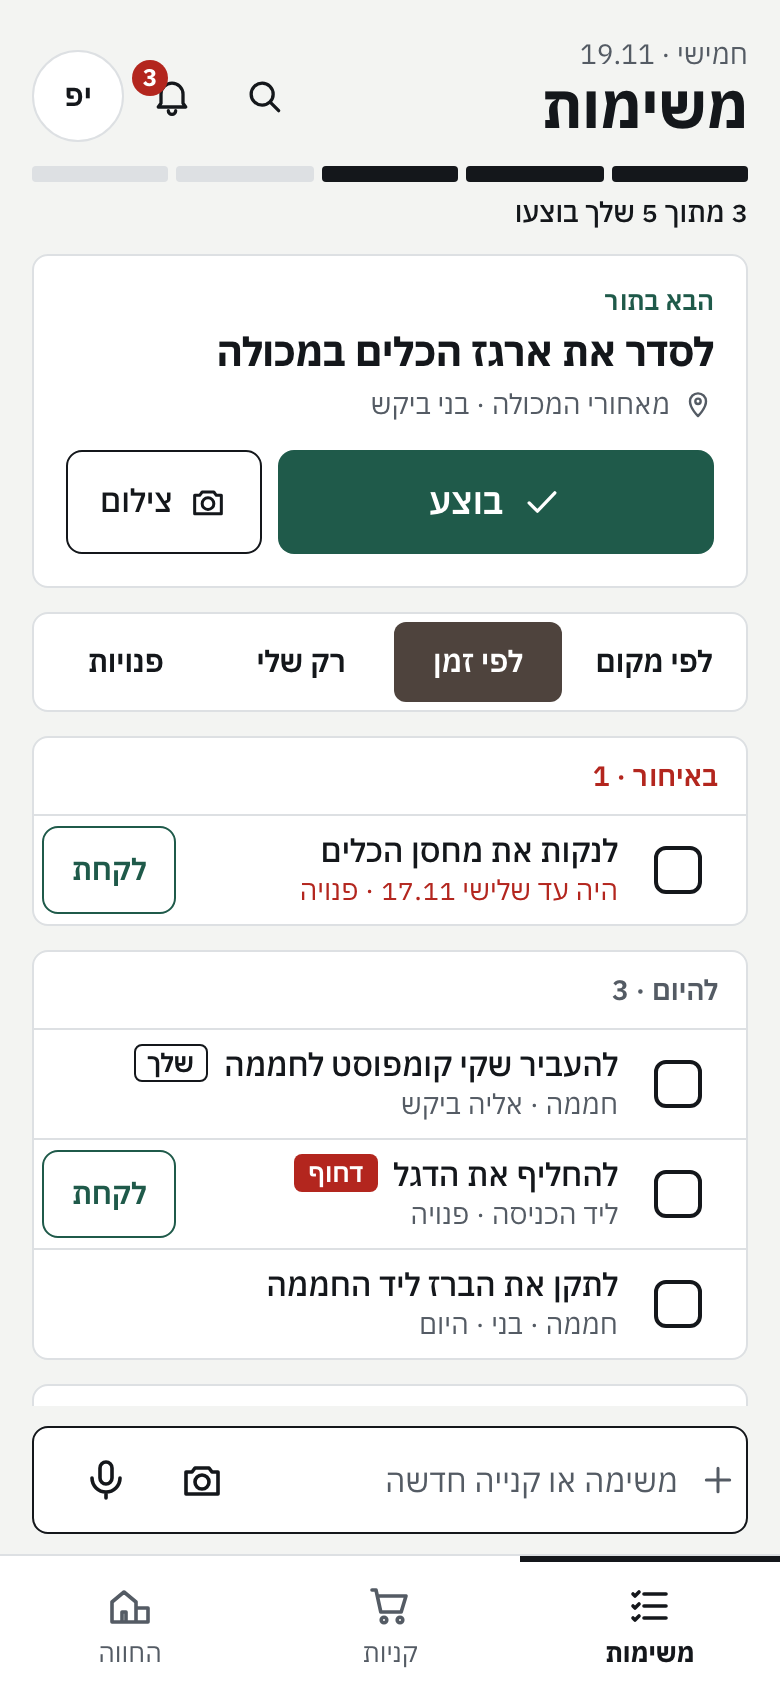 חמישי · 19.11
משימות
3
יפ
3 מתוך 5 שלך בוצעו
הבא בתור
לסדר את ארגז הכלים במכולה
מאחורי המכולה · בני ביקש
בוצע
צילום
לפי מקום
לפי זמן
רק שלי
פנויות
באיחור · 1
לנקות את מחסן הכלים
היה עד שלישי 17.11 · פנויה
לקחת
להיום · 3
להעביר שקי קומפוסט לחממה שלך
חממה · אליה ביקש
להחליף את הדגל דחוף
ליד הכניסה · פנויה
לקחת
לתקן את הברז ליד החממה
חממה · בני · היום
משימה או קנייה חדשה
משימות
קניות
החווה